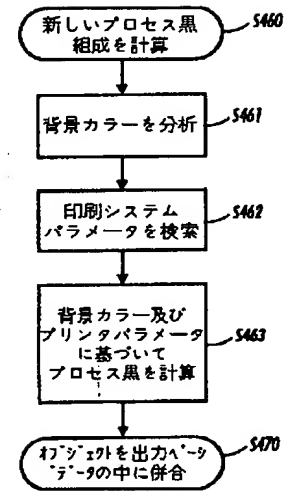 新しいプロセス黒
組成を計算
S460
背景カラーを分析
S461
印刷システム
パラメータを検索
S462
背景カラー及び
プリンタパラメータ
に基づいて
プロセス黒を計算
S463
オブジェクトを出力ページ
データの中に併合
S470